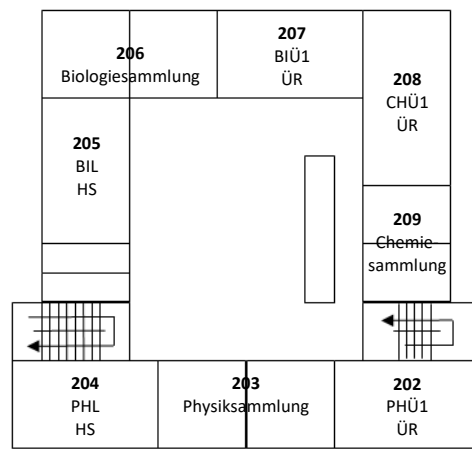 206
Biologiesammlung
207
BIÜ1
ÜR
208
CHÜ1
ÜR
205
BIL
HS
209
Chemie-
sammlung
204
PHL
HS
203
Physiksammlung
202
PHÜ1
ÜR